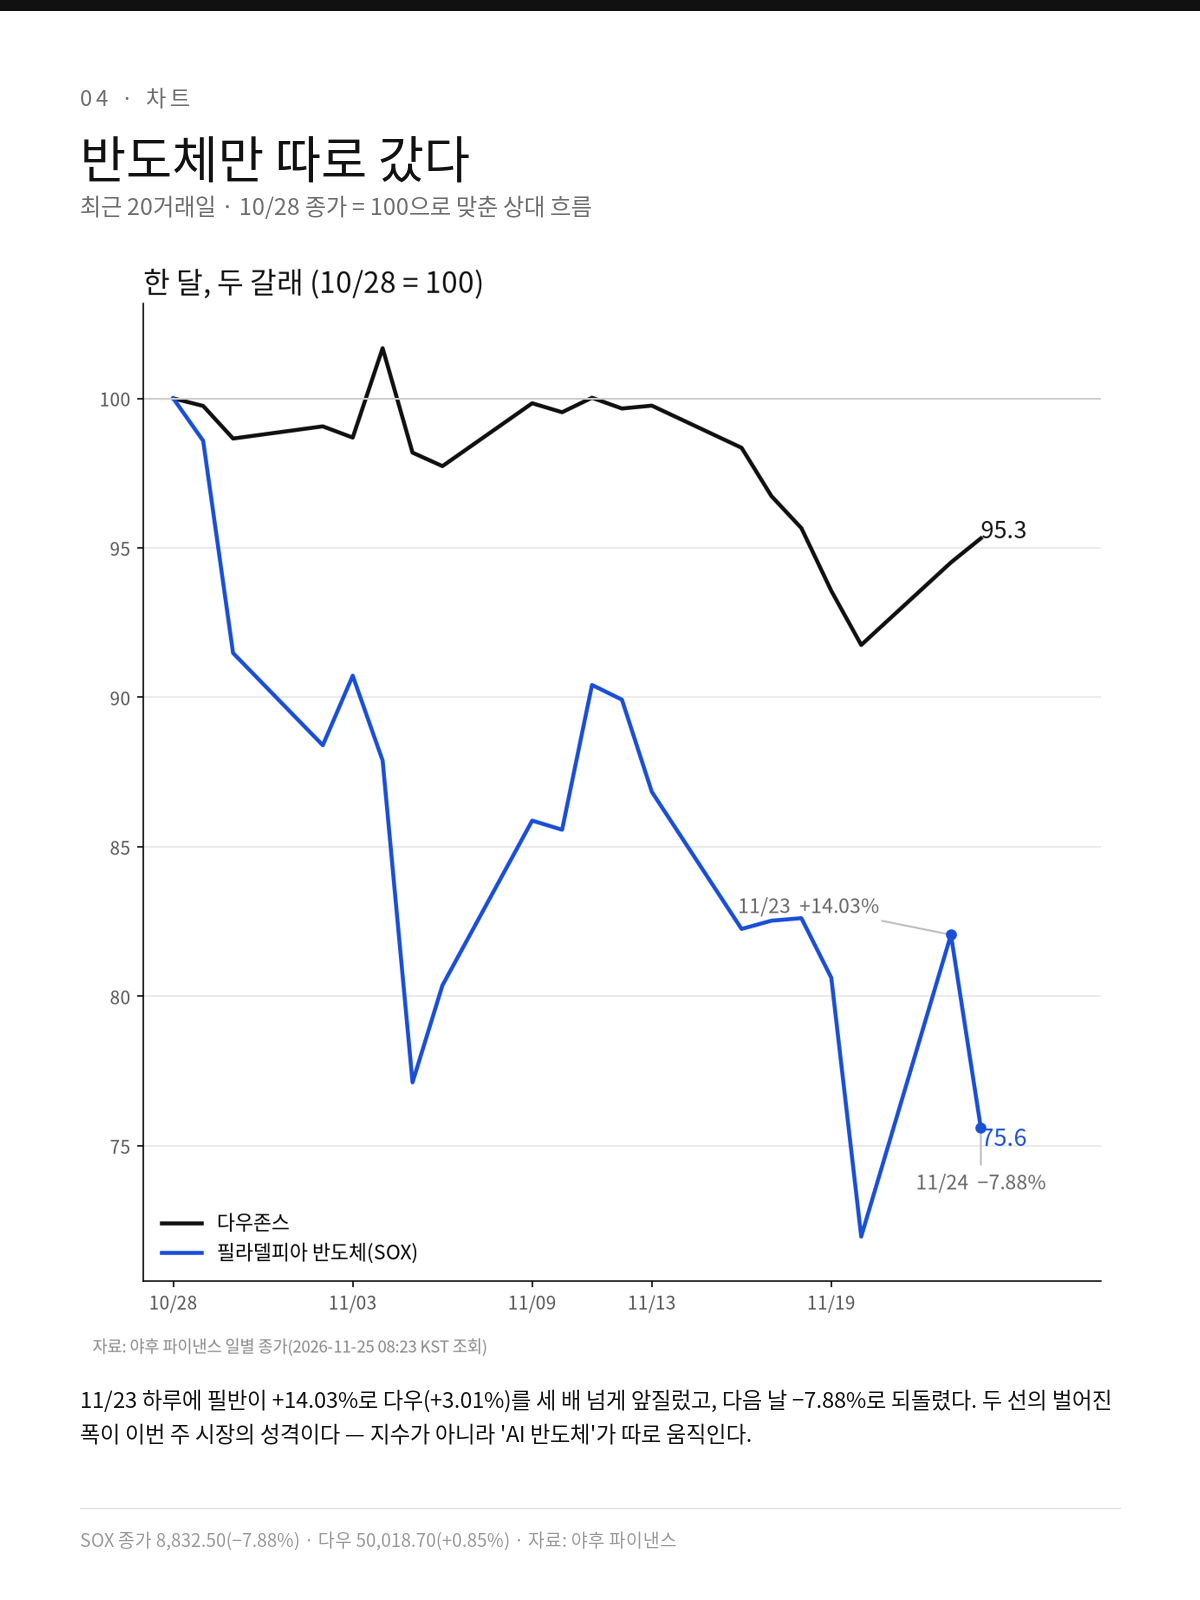 04 · 차트
반도체만 따로 갔다
최근 20거래일 · 10/28 종가 = 100으로 맞춘 상대 흐름
한 달, 두 갈래 (10/28 = 100)
100
95
90
85
80
75
95.3
11/23 +14.03%
75.6
11/24 −7.88%
다우존스
필라델피아 반도체(SOX)
10/28 11/03 11/09 11/13 11/19
자료: 야후 파이낸스 일별 종가(2026-11-25 08:23 KST 조회)
11/23 하루에 필반이 +14.03%로 다우(+3.01%)를 세 배 넘게 앞질렀고, 다음 날 −7.88%로 되돌렸다. 두 선의 벌어진
폭이 이번 주 시장의 성격이다 — 지수가 아니라 'AI 반도체'가 따로 움직인다.
SOX 종가 8,832.50(−7.88%) · 다우 50,018.70(+0.85%) · 자료: 야후 파이낸스